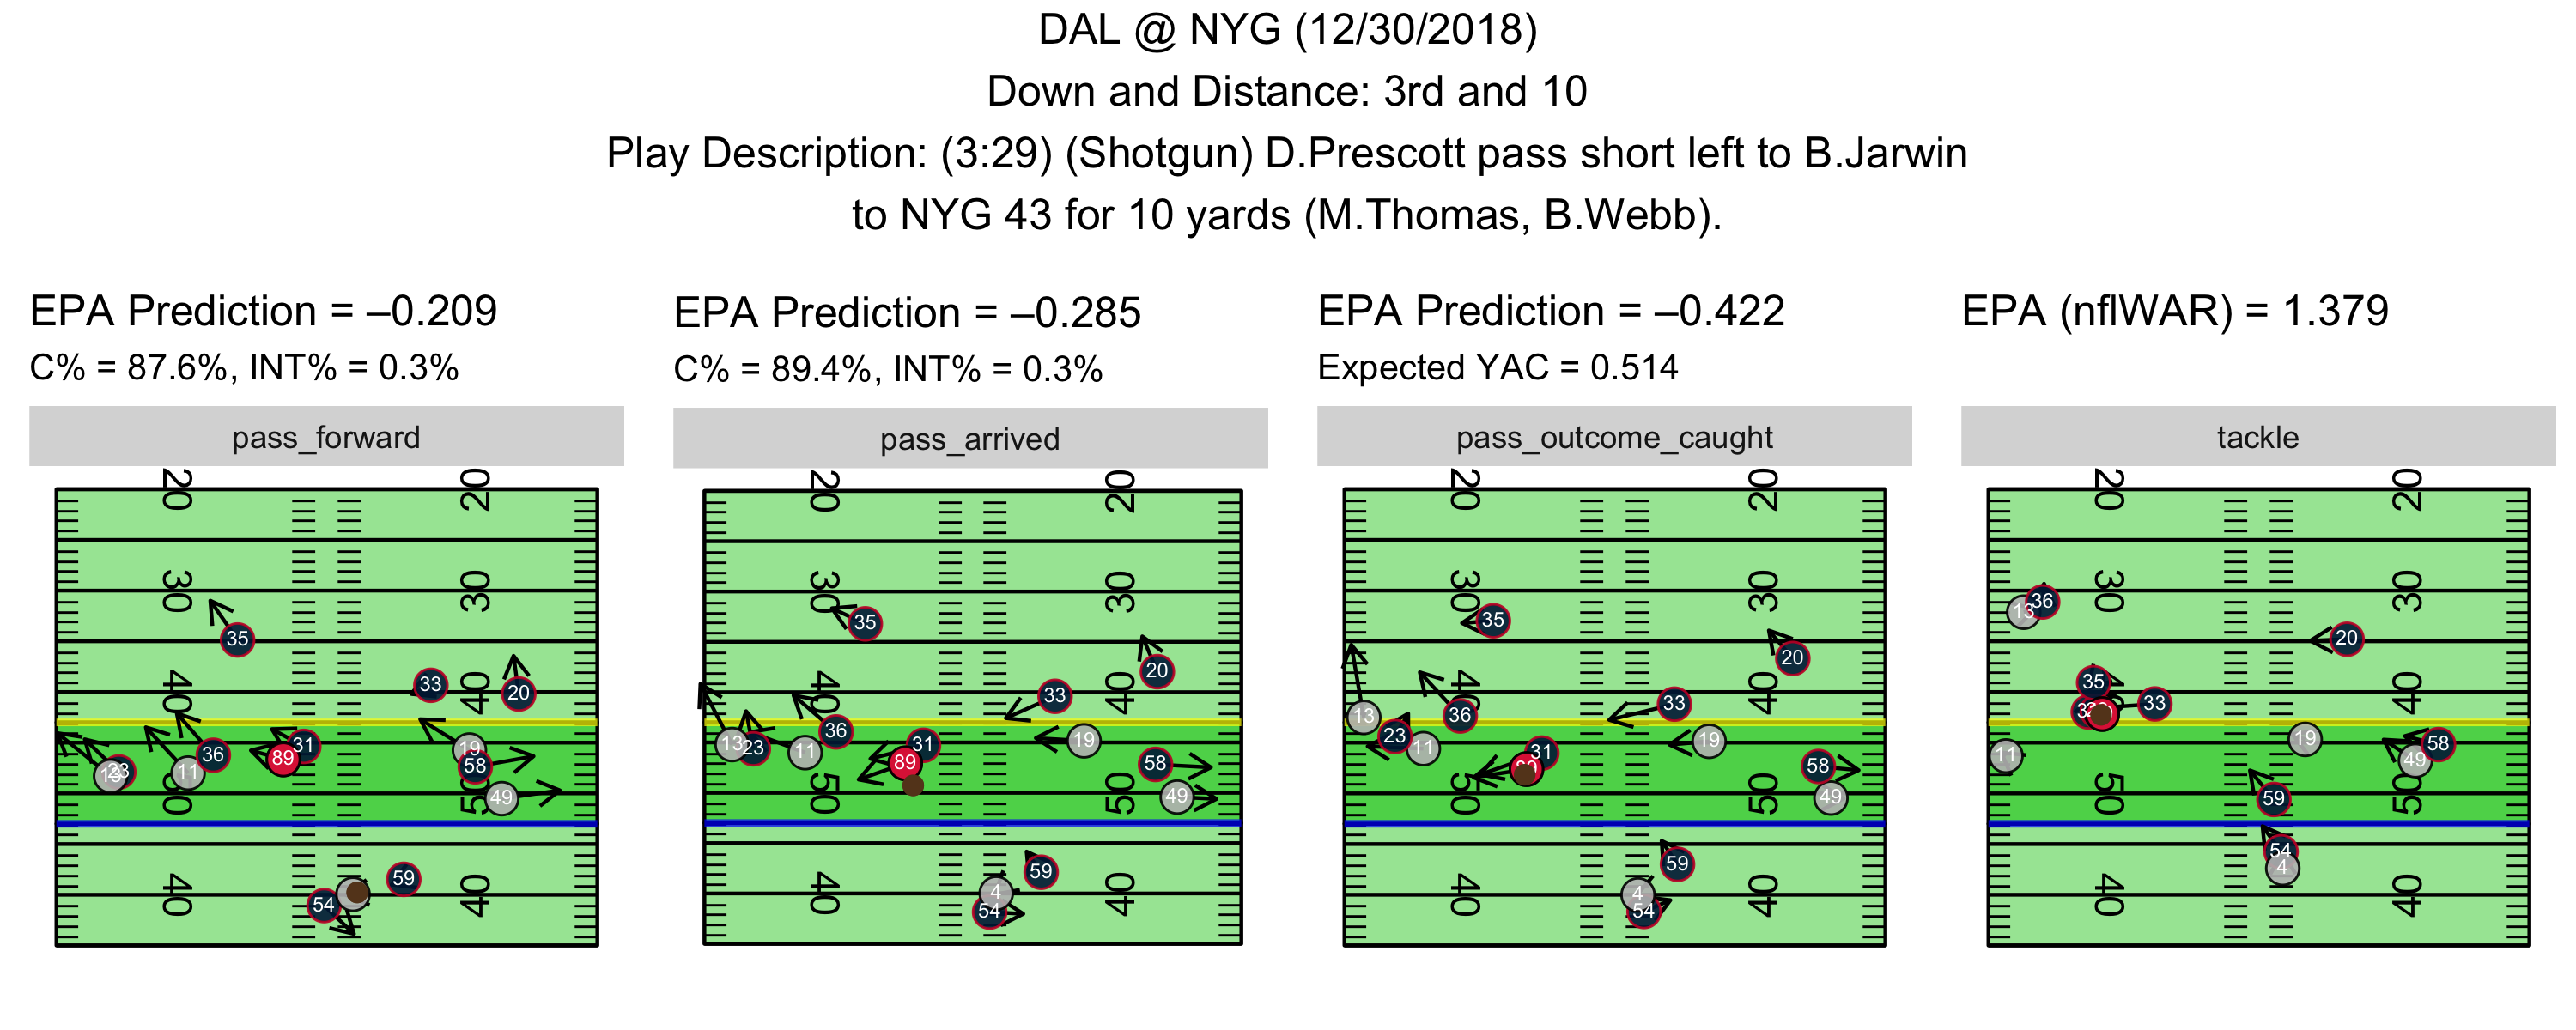 DAL @ NYG (12/30/2018)
Down and Distance: 3rd and 10
Play Description: (3:29) (Shotgun) D.Prescott pass short left to B.Jarwin
to NYG 43 for 10 yards (M.Thomas, B.Webb).
EPA Prediction = –0.209
C% = 87.6%, INT% = 0.3%
pass_forward
20 20
30 30
35
40 33 20 40
36 31 19
13 11 89 58
49
40 54 59 40
EPA Prediction = –0.285
C% = 89.4%, INT% = 0.3%
pass_arrived
20 20
30 35 30
20
40 33 40
36 19
13 23 11 31
89 58
50 49 50
59
40 4 40
54
EPA Prediction = –0.422
Expected YAC = 0.514
pass_outcome_caught
20 20
30 35 30
20
40 33 40
13 36
23 11 31 19
58
50 49 50
59
40 4 40
54
EPA (nflWAR) = 1.379
tackle
20 20
13 36 30 30
20
35
33 40
11 19 58
49
50 59 50
54
4
40 40